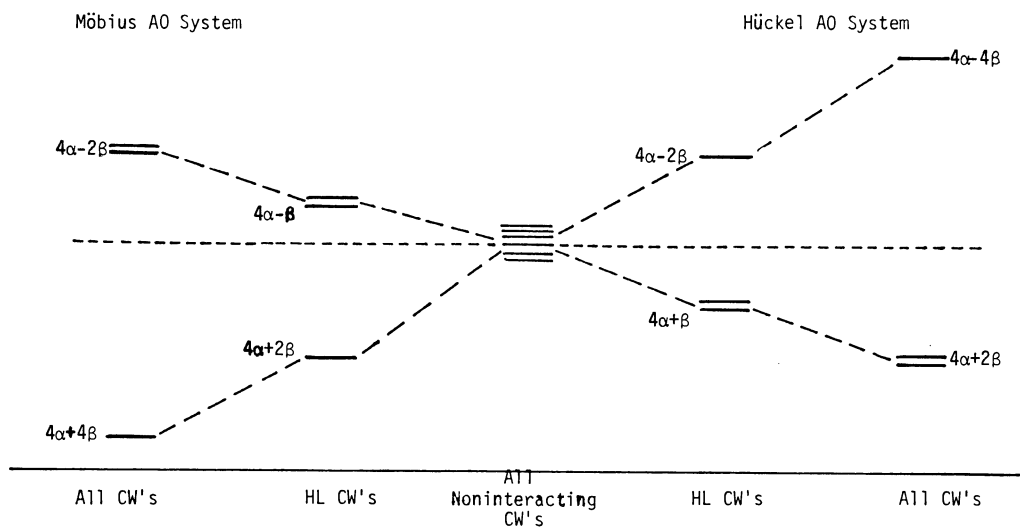 Möbius AO System
Hückel AO System
4α-4β
4α-2β
4α-2β
4α-β
4α+β
4α+2β
4α+2β
4α+4β
All CW's
HL CW's
All
Noninteracting
CW's
HL CW's
All CW's